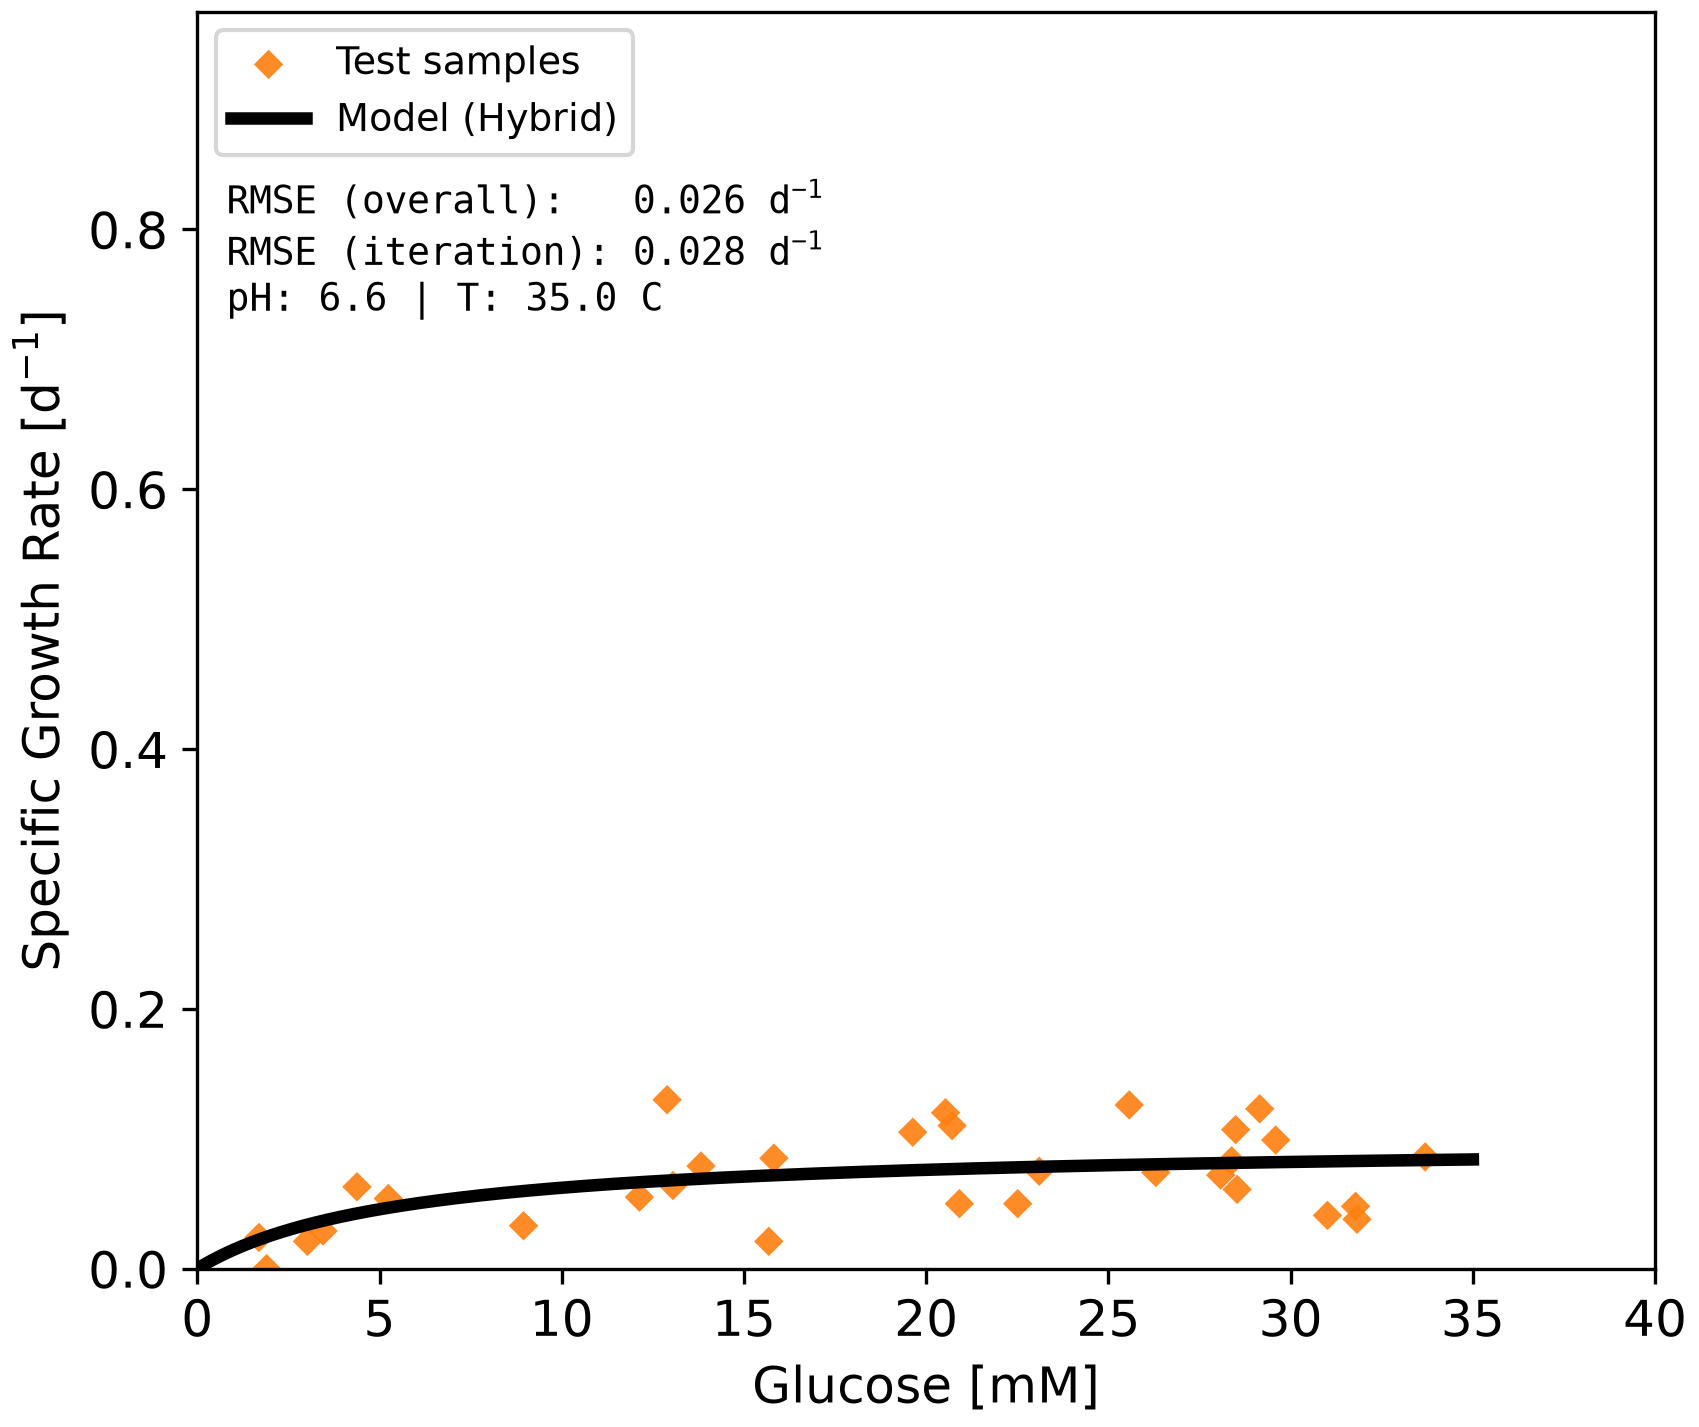 Test samples
Model (Hybrid)
RMSE (overall):   0.026 d⁻¹
RMSE (iteration): 0.028 d⁻¹
pH: 6.6 | T: 35.0 C
Specific Growth Rate [d⁻¹]
0.8
0.6
0.4
0.2
0.0
0 5 10 15 20 25 30 35 40
Glucose [mM]